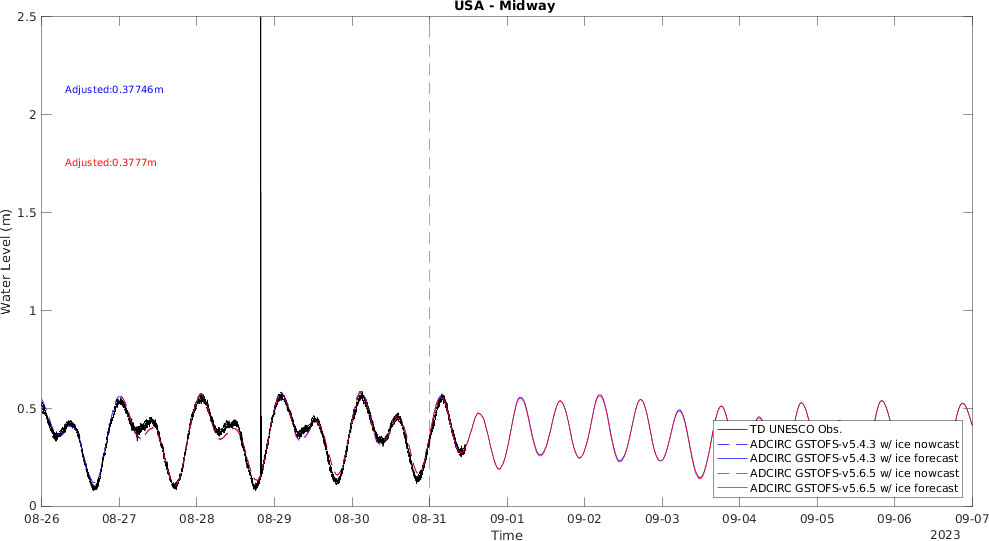 USA - Midway
2.5
2
1.5
1
0.5
0
Water Level (m)
Adjusted:0.37746m
Adjusted:0.3777m
TD UNESCO Obs.
ADCIRC GSTOFS-v5.4.3 w/ ice nowcast
ADCIRC GSTOFS-v5.4.3 w/ ice forecast
ADCIRC GSTOFS-v5.6.5 w/ ice nowcast
ADCIRC GSTOFS-v5.6.5 w/ ice forecast
08-26 08-27 08-28 08-29 08-30 08-31 09-01 09-02 09-03 09-04 09-05 09-06 09-07
Time
2023